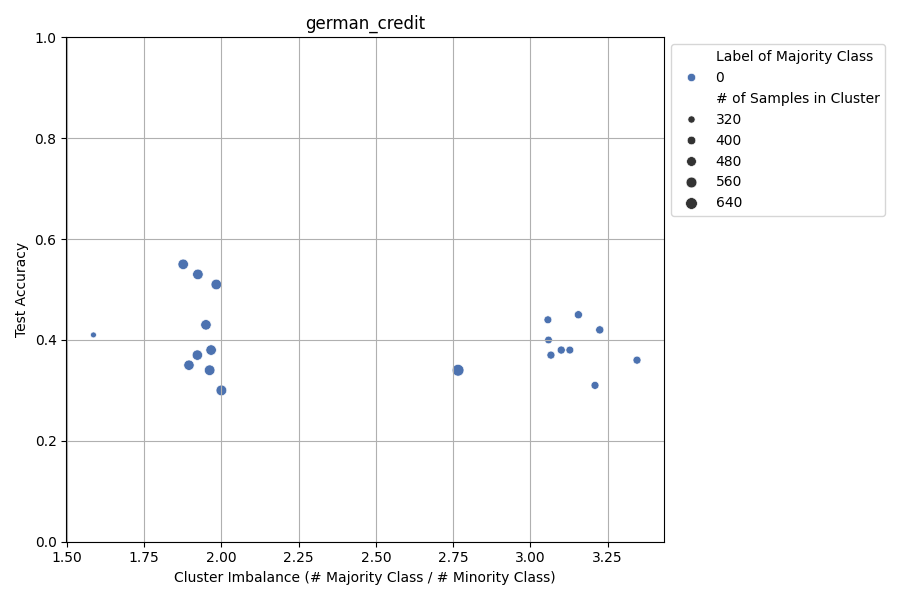 german_credit
1.0
0.8
0.6
0.4
0.2
0.0
Test Accuracy
1.50 1.75 2.00 2.25 2.50 2.75 3.00 3.25
Cluster Imbalance (# Majority Class / # Minority Class)
Label of Majority Class
0
# of Samples in Cluster
320
400
480
560
640